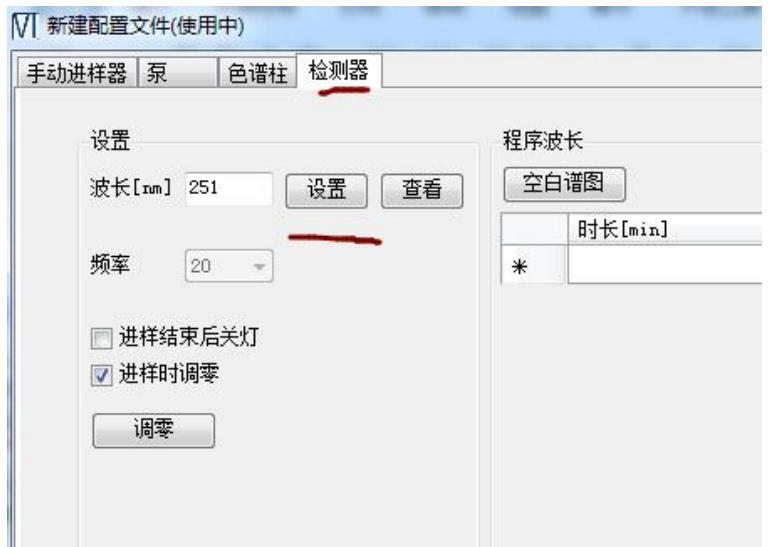 新建配置文件(使用中)
手动进样器 泵 色谱柱 检测器
设置
波长[nm] 251 设置 查看
频率 20
进样结束后关灯
进样时调零
调零
程序波长
空白谱图
时长[min]
*